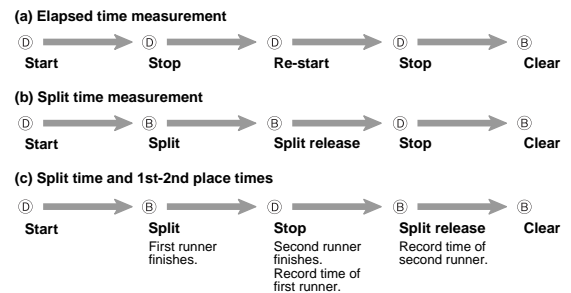 (a) Elapsed time measurement
Ⓓ Ⓓ Ⓓ Ⓓ Ⓑ
Start Stop Re-start Stop Clear
(b) Split time measurement
Ⓓ Ⓑ Ⓑ Ⓓ Ⓑ
Start Split Split release Stop Clear
(c) Split time and 1st-2nd place times
Ⓓ Ⓑ Ⓓ Ⓑ Ⓑ
Start Split Stop Split release Clear
First runner Second runner Record time of
finishes. finishes. second runner.
Record time of
first runner.